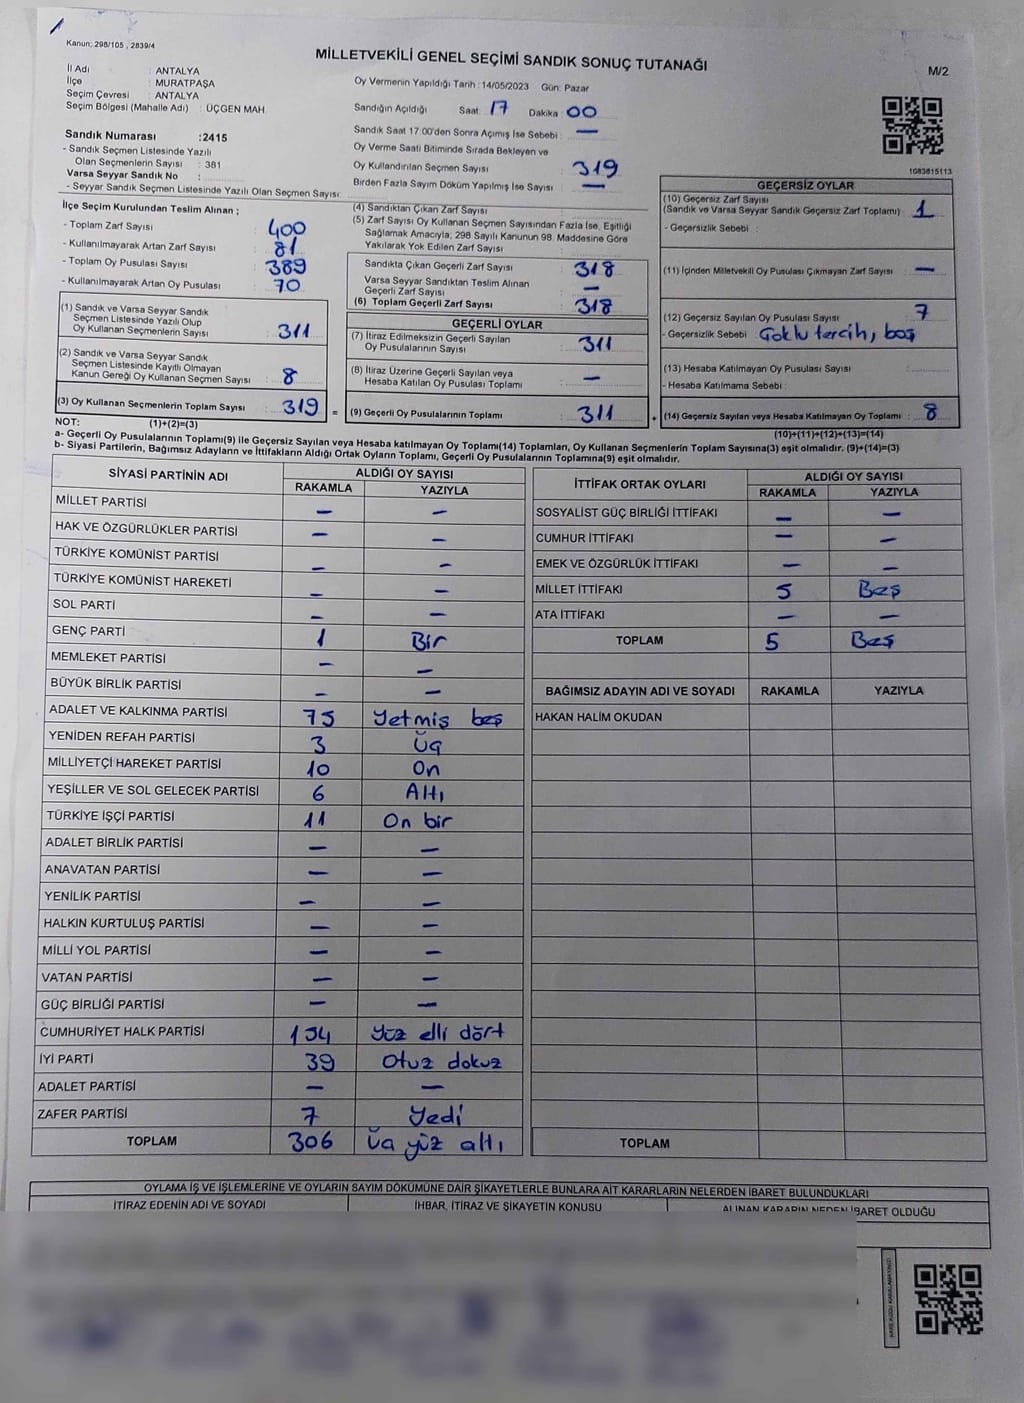 Kanun: 298/105 , 2839/4
MİLLETVEKİLİ GENEL SEÇİMİ SANDIK SONUÇ TUTANAĞI
M/2
İl Adı : ANTALYA
İlçe : MURATPAŞA
Seçim Çevresi : ANTALYA
Seçim Bölgesi (Mahalle Adı) : ÜÇGEN MAH.
Sandık Numarası :2415
- Sandık Seçmen Listesinde Yazılı
Olan Seçmenlerin Sayısı : 381
Varsa Seyyar Sandık No :
- Seyyar Sandık Seçmen Listesinde Yazılı Olan Seçmen Sayısı:
Oy Vermenin Yapıldığı Tarih :14/05/2023 Gün: Pazar
Sandığın Açıldığı Saat: 17 Dakika: 00
Sandık Saat 17:00'den Sonra Açılmış İse Sebebi : —
Oy Verme Saati Bitiminde Sırada Bekleyen ve
Oy Kullandırılan Seçmen Sayısı : 319
Birden Fazla Sayım Döküm Yapılmış İse Sayısı : —
1083815113
İlçe Seçim Kurulundan Teslim Alınan ;
- Toplam Zarf Sayısı : 400
- Kullanılmayarak Artan Zarf Sayısı : 81
- Toplam Oy Pusulası Sayısı : 389
- Kullanılmayarak Artan Oy Pusulası : 70
(1) Sandık ve Varsa Seyyar Sandık
Seçmen Listesinde Yazılı Olup
Oy Kullanan Seçmenlerin Sayısı : 311
(2) Sandık ve Varsa Seyyar Sandık
Seçmen Listesinde Kayıtlı Olmayan
Kanun Gereği Oy Kullanan Seçmen Sayısı : 8
(3) Oy Kullanan Seçmenlerin Toplam Sayısı : 319 =
(1)+(2)=(3)
(4) Sandıktan Çıkan Zarf Sayısı :
(5) Zarf Sayısı Oy Kullanan Seçmen Sayısından Fazla İse, Eşitliği
Sağlamak Amacıyla, 298 Sayılı Kanunun 98. Maddesine Göre
Yakılarak Yok Edilen Zarf Sayısı :
Sandıkta Çıkan Geçerli Zarf Sayısı : 318
Varsa Seyyar Sandıktan Teslim Alınan
Geçerli Zarf Sayısı : —
(6) Toplam Geçerli Zarf Sayısı : 318
GEÇERLİ OYLAR
(7) İtiraz Edilmeksizin Geçerli Sayılan
Oy Pusulalarının Sayısı : 311
(8) İtiraz Üzerine Geçerli Sayılan veya
Hesaba Katılan Oy Pusulası Toplamı : —
(9) Geçerli Oy Pusulalarının Toplamı : 311 +
GEÇERSİZ OYLAR
(10) Geçersiz Zarf Sayısı
(Sandık ve Varsa Seyyar Sandık Geçersiz Zarf Toplamı) : 1
- Geçersizlik Sebebi :
(11) İçinden Milletvekili Oy Pusulası Çıkmayan Zarf Sayısı : —
(12) Geçersiz Sayılan Oy Pusulası Sayısı : 7
- Geçersizlik Sebebi : Çoklu tercih, boş
(13) Hesaba Katılmayan Oy Pusulası Sayısı :
- Hesaba Katılmama Sebebi :
(14) Geçersiz Sayılan veya Hesaba Katılmayan Oy Toplamı : 8
(10)+(11)+(12)+(13)=(14)
NOT:
a- Geçerli Oy Pusulalarının Toplamı(9) ile Geçersiz Sayılan veya Hesaba katılmayan Oy Toplamı(14) Toplamları, Oy Kullanan Seçmenlerin Toplam Sayısına(3) eşit olmalıdır. (9)+(14)=(3)
b- Siyasi Partilerin, Bağımsız Adayların ve İttifakların Aldığı Ortak Oyların Toplamı, Geçerli Oy Pusulalarının Toplamına(9) eşit olmalıdır.
SİYASİ PARTİNİN ADI ALDIĞI OY SAYISI
RAKAMLA YAZIYLA
MİLLET PARTİSİ — —
HAK VE ÖZGÜRLÜKLER PARTİSİ — —
TÜRKİYE KOMÜNİST PARTİSİ — —
TÜRKİYE KOMÜNİST HAREKETİ — —
SOL PARTİ — —
GENÇ PARTİ 1 Bir
MEMLEKET PARTİSİ — —
BÜYÜK BİRLİK PARTİSİ — —
ADALET VE KALKINMA PARTİSİ 75 Yetmiş beş
YENİDEN REFAH PARTİSİ 3 Üç
MİLLİYETÇİ HAREKET PARTİSİ 10 On
YEŞİLLER VE SOL GELECEK PARTİSİ 6 Altı
TÜRKİYE İŞÇİ PARTİSİ 11 On bir
ADALET BİRLİK PARTİSİ — —
ANAVATAN PARTİSİ — —
YENİLİK PARTİSİ — —
HALKIN KURTULUŞ PARTİSİ — —
MİLLİ YOL PARTİSİ — —
VATAN PARTİSİ — —
GÜÇ BİRLİĞİ PARTİSİ — —
CUMHURİYET HALK PARTİSİ 154 Yüz elli dört
İYİ PARTİ 39 Otuz dokuz
ADALET PARTİSİ — —
ZAFER PARTİSİ 7 Yedi
TOPLAM 306 Üç yüz altı
İTTİFAK ORTAK OYLARI ALDIĞI OY SAYISI
RAKAMLA YAZIYLA
SOSYALİST GÜÇ BİRLİĞİ İTTİFAKI — —
CUMHUR İTTİFAKI — —
EMEK VE ÖZGÜRLÜK İTTİFAKI — —
MİLLET İTTİFAKI 5 Beş
ATA İTTİFAKI — —
TOPLAM 5 Beş
BAĞIMSIZ ADAYIN ADI VE SOYADI RAKAMLA YAZIYLA
HAKAN HALİM OKUDAN
TOPLAM
OYLAMA İŞ VE İŞLEMLERİNE VE OYLARIN SAYIM DÖKÜMÜNE DAİR ŞİKAYETLERLE BUNLARA AİT KARARLARIN NELERDEN İBARET BULUNDUKLARI
İTİRAZ EDENİN ADI VE SOYADI İHBAR, İTİRAZ VE ŞİKAYETİN KONUSU ALINAN KARARIN NEDEN İBARET OLDUĞU